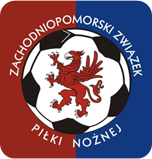 ZACHODNIOPOMORSKI ZWIĄZEK
PIŁKI NOŻNEJ